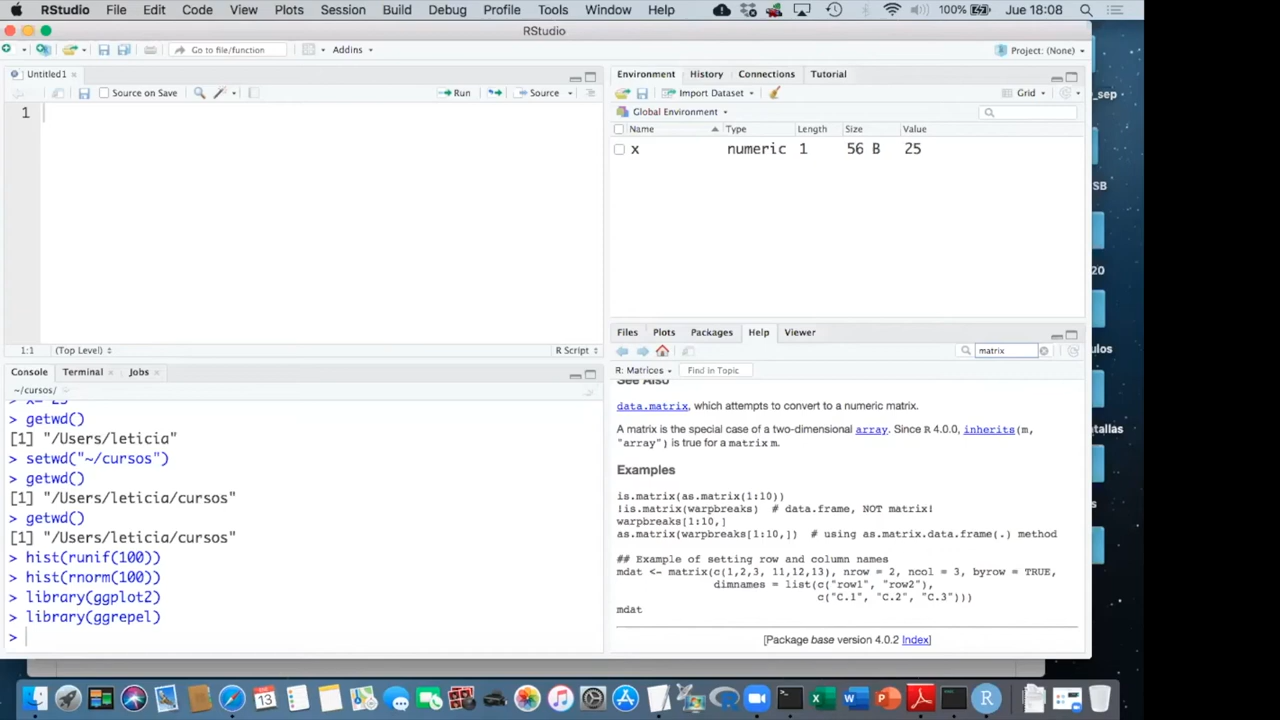 RStudio File Edit Code View Plots Session Build Debug Profile Tools Window Help 100% Jue 18:08
RStudio
Go to file/function Addins Project: (None)
Untitled1
Source on Save Run Source
1
1:1 (Top Level) R Script
Console Terminal Jobs
~/cursos/
> x= 25
> getwd()
[1] "/Users/leticia"
> setwd("~/cursos")
> getwd()
[1] "/Users/leticia/cursos"
> getwd()
[1] "/Users/leticia/cursos"
> hist(runif(100))
> hist(rnorm(100))
> library(ggplot2)
> library(ggrepel)
>
Environment History Connections Tutorial
Import Dataset Grid
Global Environment
Name Type Length Size Value
x numeric 1 56 B 25
Files Plots Packages Help Viewer
matrix
R: Matrices Find in Topic
See Also
data.matrix, which attempts to convert to a numeric matrix.
A matrix is the special case of a two-dimensional array. Since R 4.0.0, inherits(m,
"array") is true for a matrix m.
Examples
is.matrix(as.matrix(1:10))
!is.matrix(warpbreaks)  # data.frame, NOT matrix!
warpbreaks[1:10,]
as.matrix(warpbreaks[1:10,])  # using as.matrix.data.frame(.) method
## Example of setting row and column names
mdat <- matrix(c(1,2,3, 11,12,13), nrow = 2, ncol = 3, byrow = TRUE,
dimnames = list(c("row1", "row2"),
c("C.1", "C.2", "C.3")))
mdat
[Package base version 4.0.2 Index]
_sep
SB
20
ulos
tallas
s
13